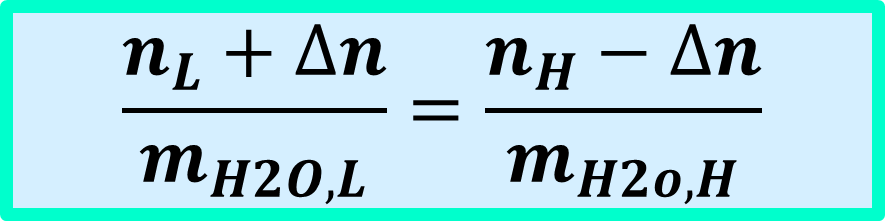 n_L + Δn / m_H2O,L = n_H − Δn / m_H2o,H